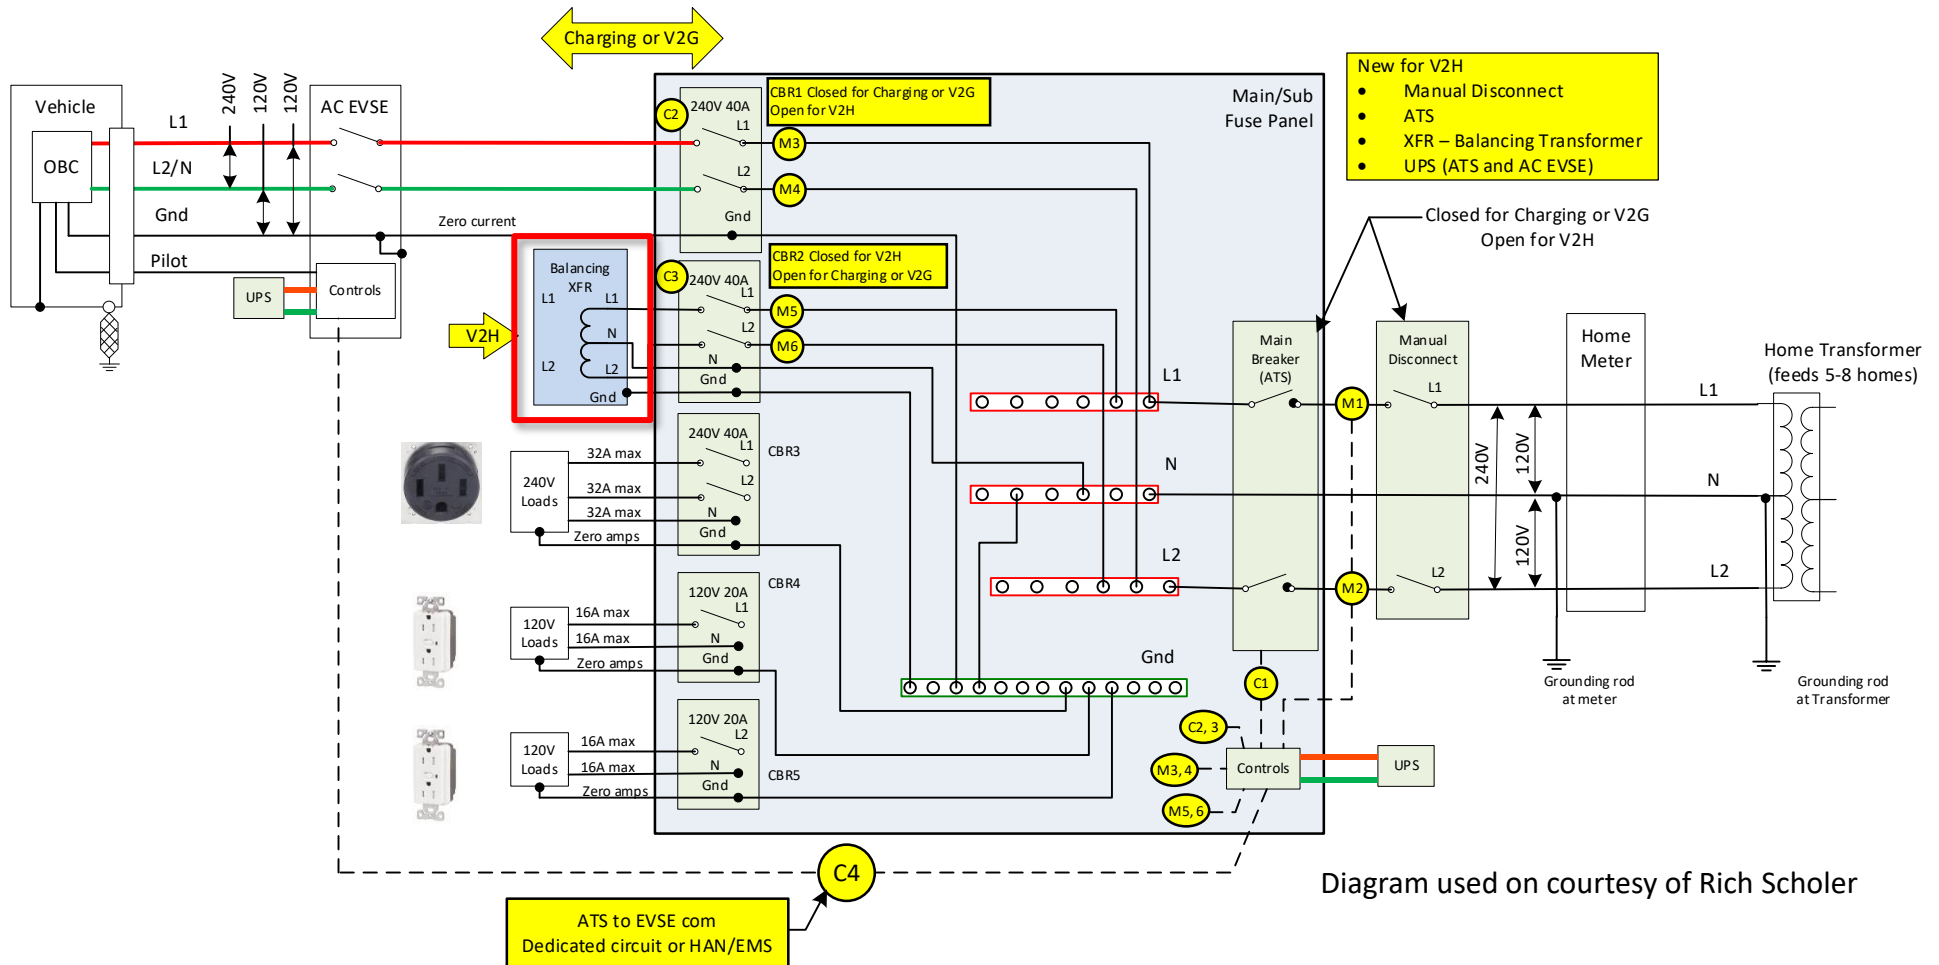 Charging or V2G
New for V2H
• Manual Disconnect
• ATS
• XFR – Balancing Transformer
• UPS (ATS and AC EVSE)
Vehicle
240V
120V
120V
AC EVSE
OBC
L1
L2/N
Gnd
Pilot
UPS
Controls
Zero current
C2
240V 40A
L1
L2
Gnd
CBR1 Closed for Charging or V2G
Open for V2H
M3
M4
Main/Sub
Fuse Panel
Closed for Charging or V2G
Open for V2H
V2H
Balancing
XFR
L1
L1
N
L2
L2
Gnd
C3
240V 40A
L1
L2
N
Gnd
CBR2 Closed for V2H
Open for Charging or V2G
M5
M6
L1
N
L2
Gnd
Main
Breaker
(ATS)
M1
M2
Manual
Disconnect
L1
L2
Home
Meter
Home Transformer
(feeds 5-8 homes)
L1
N
L2
240V
120V
120V
Grounding rod
at meter
Grounding rod
at Transformer
240V
Loads
32A max
32A max
32A max
Zero amps
240V 40A
L1
L2
N
Gnd
CBR3
120V
Loads
16A max
16A max
Zero amps
120V 20A
L1
N
Gnd
CBR4
120V
Loads
16A max
16A max
Zero amps
120V 20A
L2
N
Gnd
CBR5
C1
C2, 3
M3, 4
M5, 6
Controls
UPS
C4
ATS to EVSE com
Dedicated circuit or HAN/EMS
Diagram used on courtesy of Rich Scholer